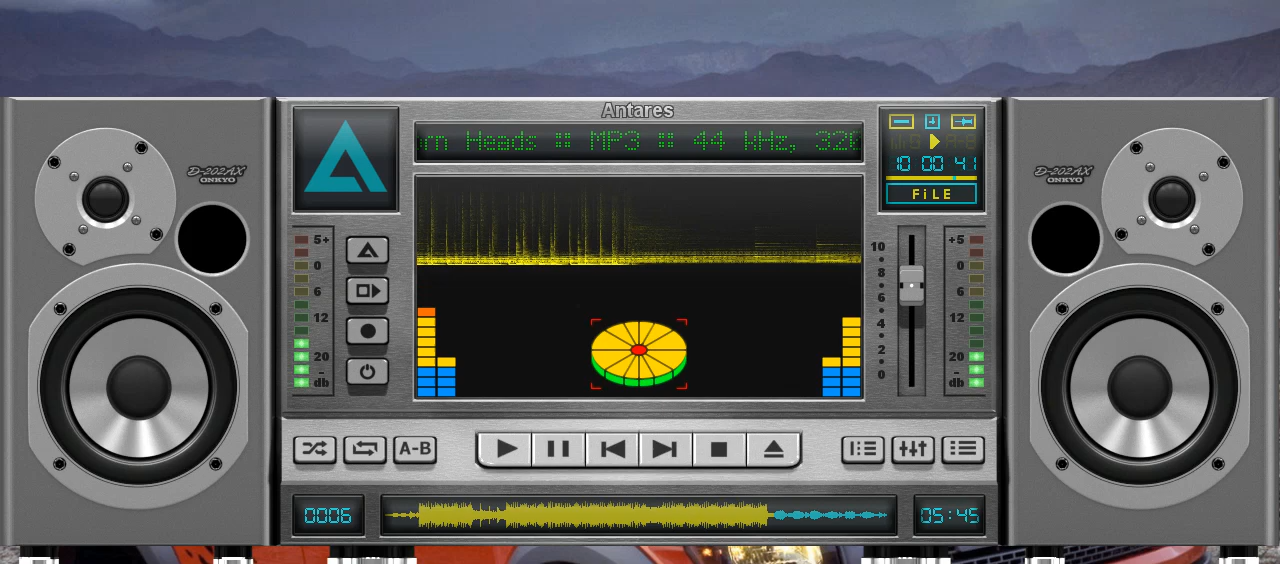 Antares
rn Heads :: MP3 :: 44 kHz, 320
10 00 41
FiLE
D-202AX
ONKYO
D-202AX
ONKYO
5+
0
6
12
20
-
db
10
8
6
4
2
0
+5
0
6
12
20
-
db
A-B
0006
05:45